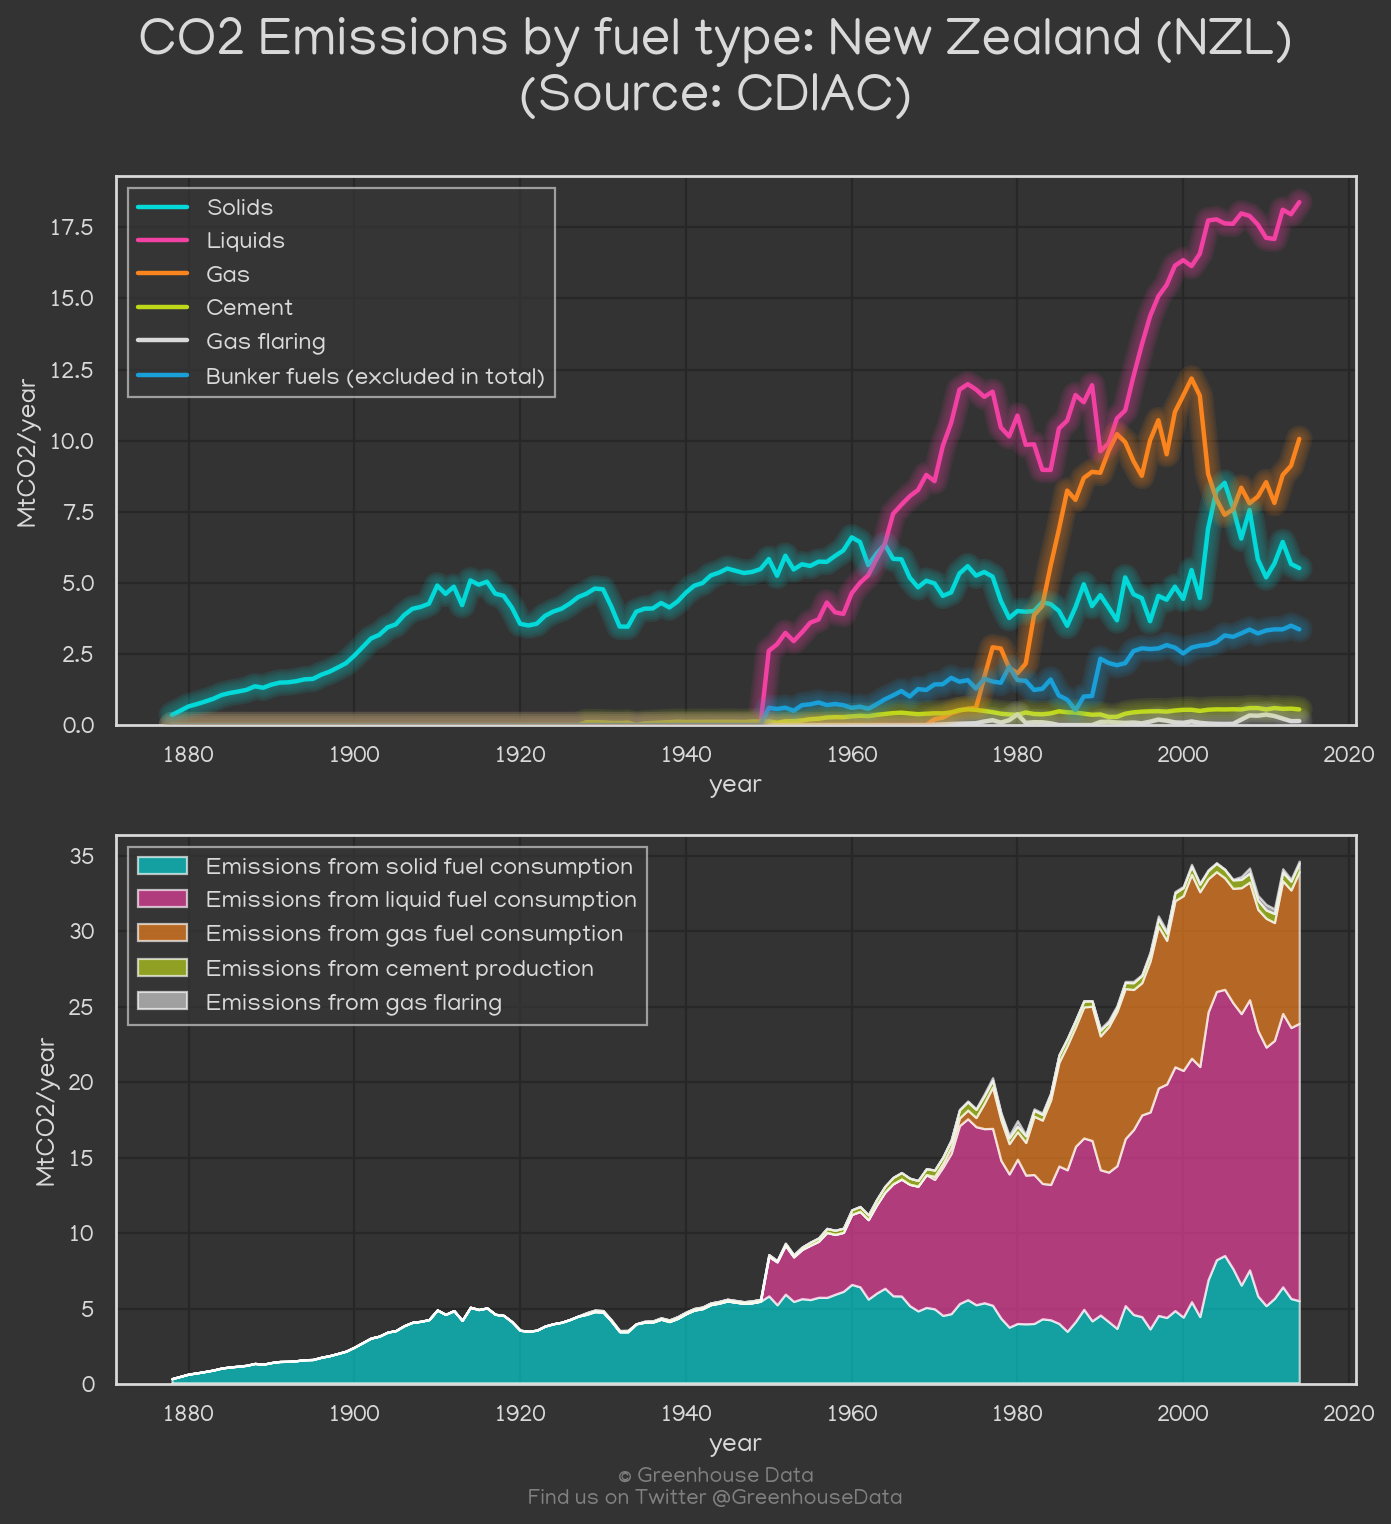 CO2 Emissions by fuel type: New Zealand (NZL)
(Source: CDIAC)
Solids
Liquids
Gas
Cement
Gas flaring
Bunker fuels (excluded in total)
MtCO2/year
17.5
15.0
12.5
10.0
7.5
5.0
2.5
0.0
1880 1900 1920 1940 1960 1980 2000 2020
year
Emissions from solid fuel consumption
Emissions from liquid fuel consumption
Emissions from gas fuel consumption
Emissions from cement production
Emissions from gas flaring
MtCO2/year
35
30
25
20
15
10
5
0
1880 1900 1920 1940 1960 1980 2000 2020
year
© Greenhouse Data
Find us on Twitter @GreenhouseData